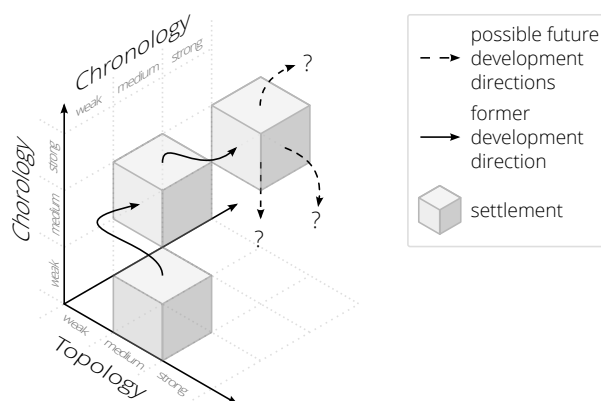 Chronology
weak
medium
strong
Chorology
strong
medium
weak
Topology
weak
medium
strong
?
?
?
possible future
development
directions
former
development
direction
settlement